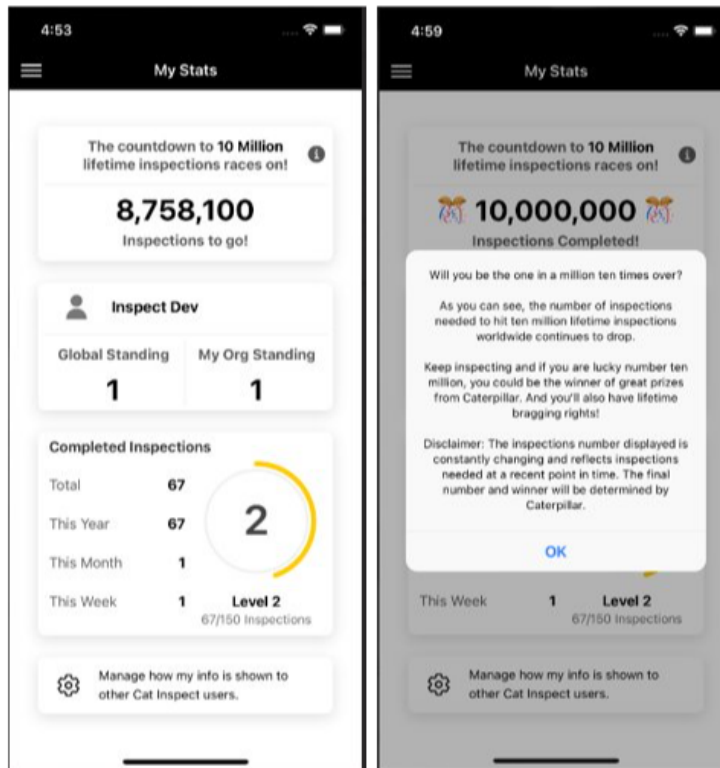 4:53
My Stats
The countdown to 10 Million
lifetime inspections races on!
8,758,100
Inspections to go!
Inspect Dev
Global Standing
My Org Standing
1
1
Completed Inspections
Total 67
This Year 67
This Month 1
This Week 1
2
Level 2
67/150 Inspections
Manage how my info is shown to
other Cat Inspect users.
4:59
My Stats
The countdown to 10 Million
lifetime inspections races on!
10,000,000
Inspections Completed!
Will you be the one in a million ten times over?
As you can see, the number of inspections
needed to hit ten million lifetime inspections
worldwide continues to drop.
Keep inspecting and if you are lucky number ten
million, you could be the winner of great prizes
from Caterpillar. And you'll also have lifetime
bragging rights!
Disclaimer: The inspections number displayed is
constantly changing and reflects inspections
needed at a recent point in time. The final
number and winner will be determined by
Caterpillar.
OK
This Week 1
Level 2
67/150 Inspections
Manage how my info is shown to
other Cat Inspect users.